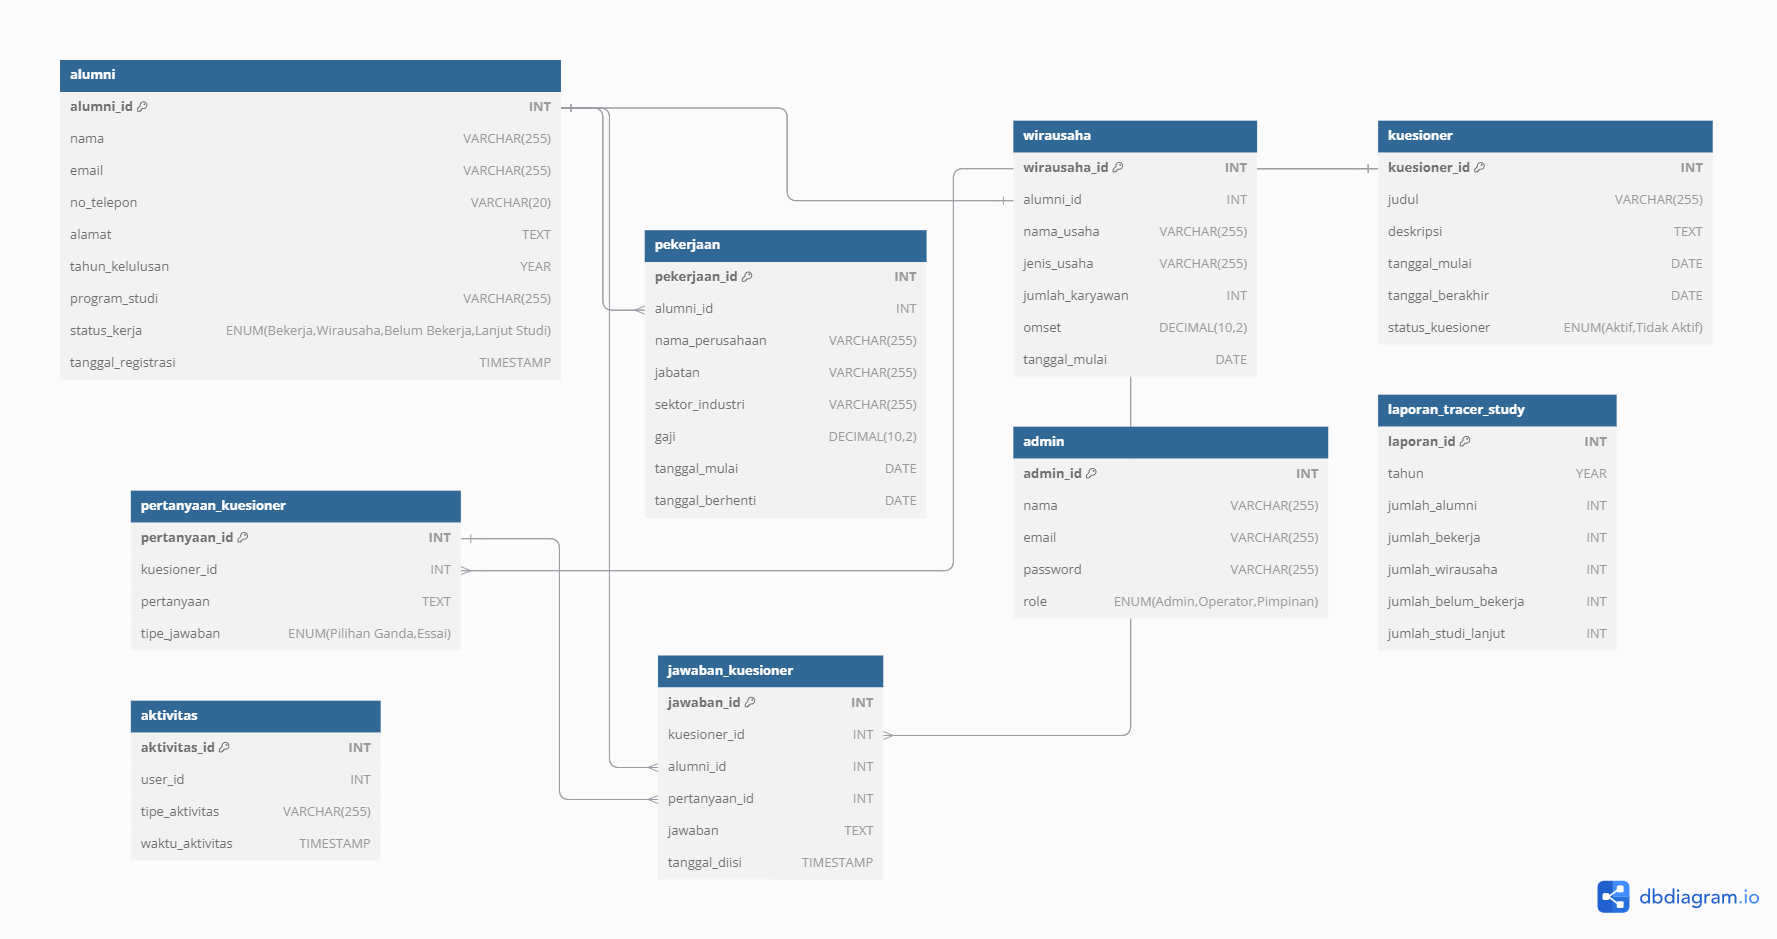 alumni
alumni_id INT
nama VARCHAR(255)
email VARCHAR(255)
no_telepon VARCHAR(20)
alamat TEXT
tahun_kelulusan YEAR
program_studi VARCHAR(255)
status_kerja ENUM(Bekerja,Wirausaha,Belum Bekerja,Lanjut Studi)
tanggal_registrasi TIMESTAMP
pekerjaan
pekerjaan_id INT
alumni_id INT
nama_perusahaan VARCHAR(255)
jabatan VARCHAR(255)
sektor_industri VARCHAR(255)
gaji DECIMAL(10,2)
tanggal_mulai DATE
tanggal_berhenti DATE
wirausaha
wirausaha_id INT
alumni_id INT
nama_usaha VARCHAR(255)
jenis_usaha VARCHAR(255)
jumlah_karyawan INT
omset DECIMAL(10,2)
tanggal_mulai DATE
kuesioner
kuesioner_id INT
judul VARCHAR(255)
deskripsi TEXT
tanggal_mulai DATE
tanggal_berakhir DATE
status_kuesioner ENUM(Aktif,Tidak Aktif)
pertanyaan_kuesioner
pertanyaan_id INT
kuesioner_id INT
pertanyaan TEXT
tipe_jawaban ENUM(Pilihan Ganda,Essai)
admin
admin_id INT
nama VARCHAR(255)
email VARCHAR(255)
password VARCHAR(255)
role ENUM(Admin,Operator,Pimpinan)
laporan_tracer_study
laporan_id INT
tahun YEAR
jumlah_alumni INT
jumlah_bekerja INT
jumlah_wirausaha INT
jumlah_belum_bekerja INT
jumlah_studi_lanjut INT
aktivitas
aktivitas_id INT
user_id INT
tipe_aktivitas VARCHAR(255)
waktu_aktivitas TIMESTAMP
jawaban_kuesioner
jawaban_id INT
kuesioner_id INT
alumni_id INT
pertanyaan_id INT
jawaban TEXT
tanggal_diisi TIMESTAMP
dbdiagram.io